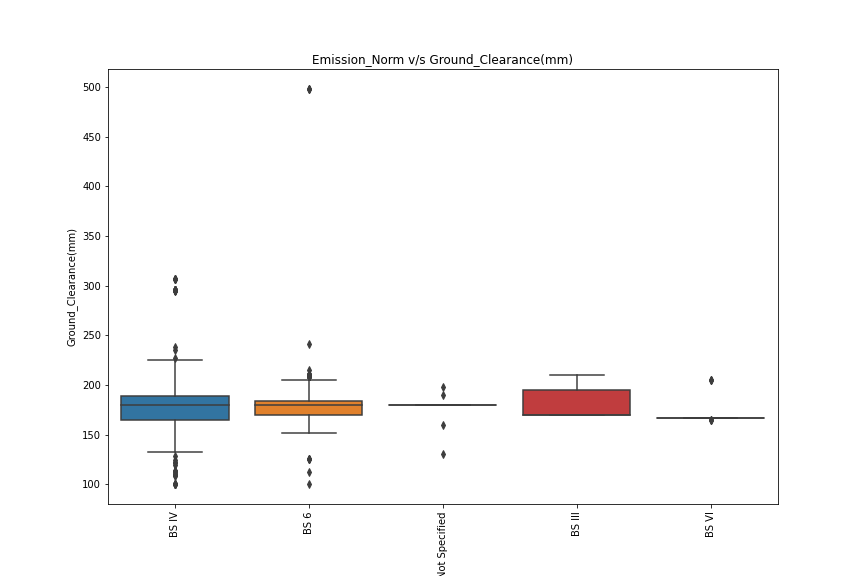 Emission_Norm v/s Ground_Clearance(mm)
Ground_Clearance(mm)
500
450
400
350
300
250
200
150
100
BS IV
BS 6
Not Specified
BS III
BS VI